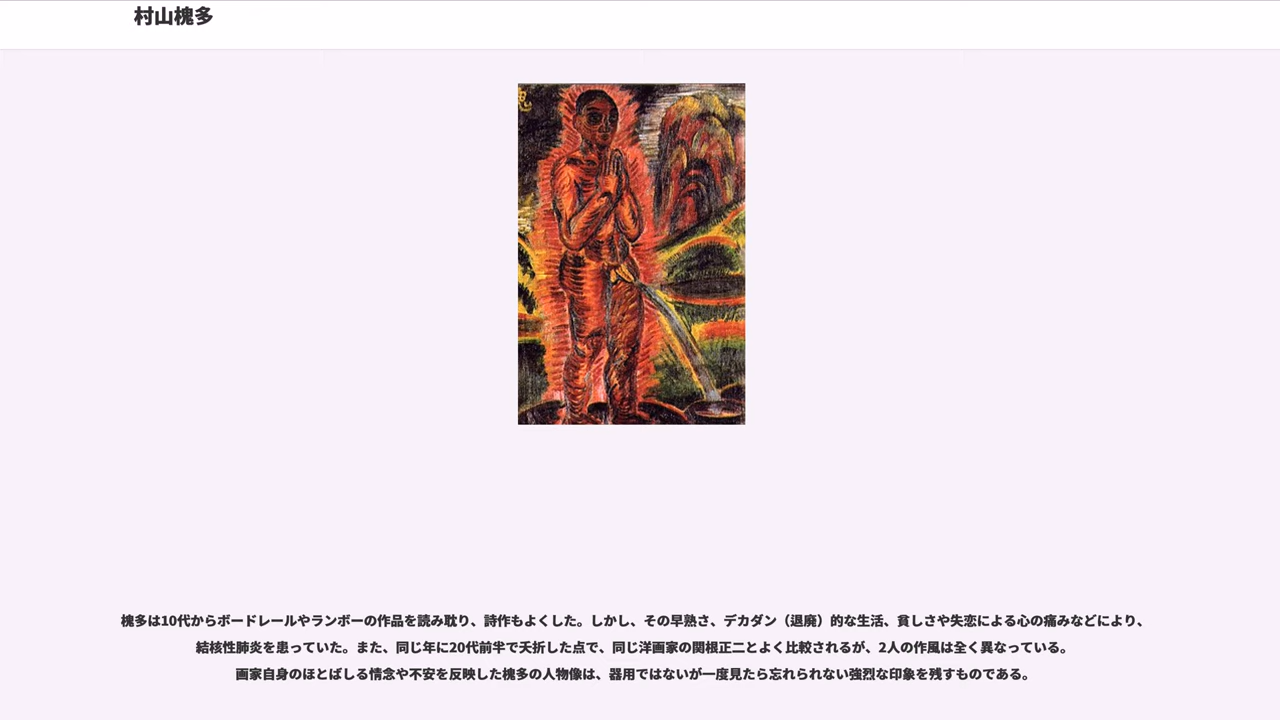 村山槐多
槐多は10代からボードレールやランボーの作品を読み耽り、詩作もよくした。しかし、その早熟さ、デカダン（退廃）的な生活、貧しさや失恋による心の痛みなどにより、
結核性肺炎を患っていた。また、同じ年に20代前半で夭折した点で、同じ洋画家の関根正二とよく比較されるが、2人の作風は全く異なっている。
画家自身のほとばしる情念や不安を反映した槐多の人物像は、器用ではないが一度見たら忘れられない強烈な印象を残すものである。